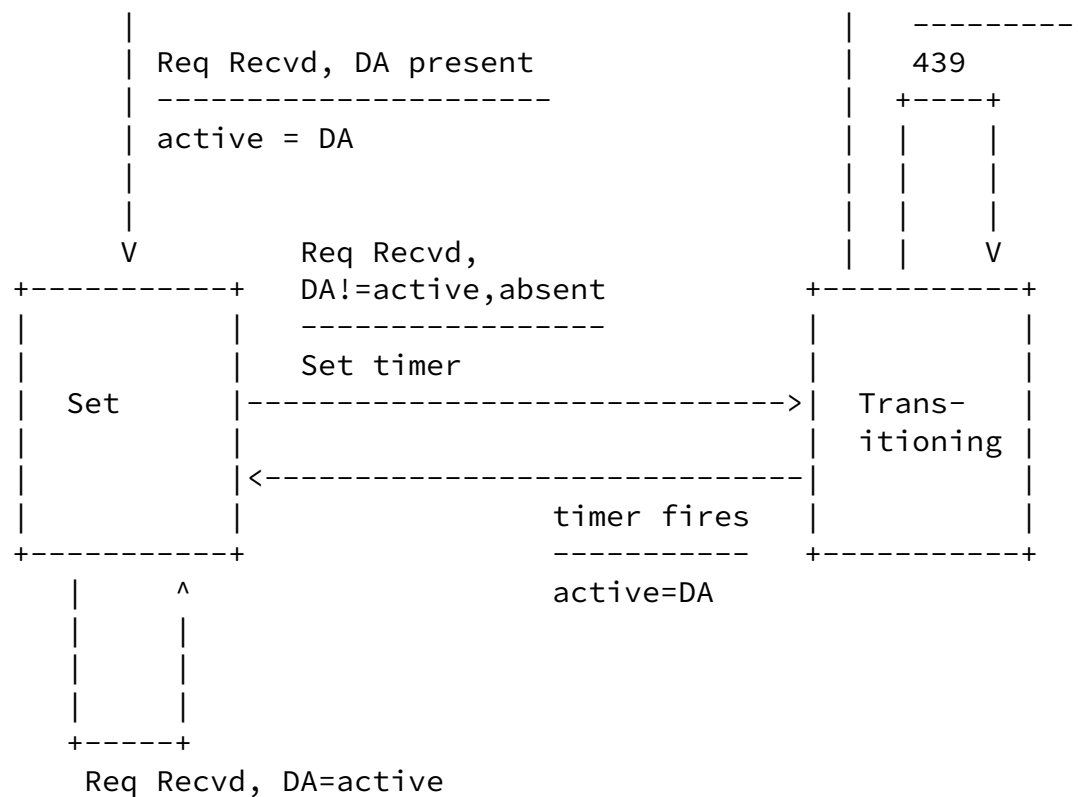 Req Recvd, DA present
439
active = DA
Req Recvd,
DA!=active,absent
Set timer
Set
Trans-
itioning
timer fires
active=DA
Req Recvd, DA=active